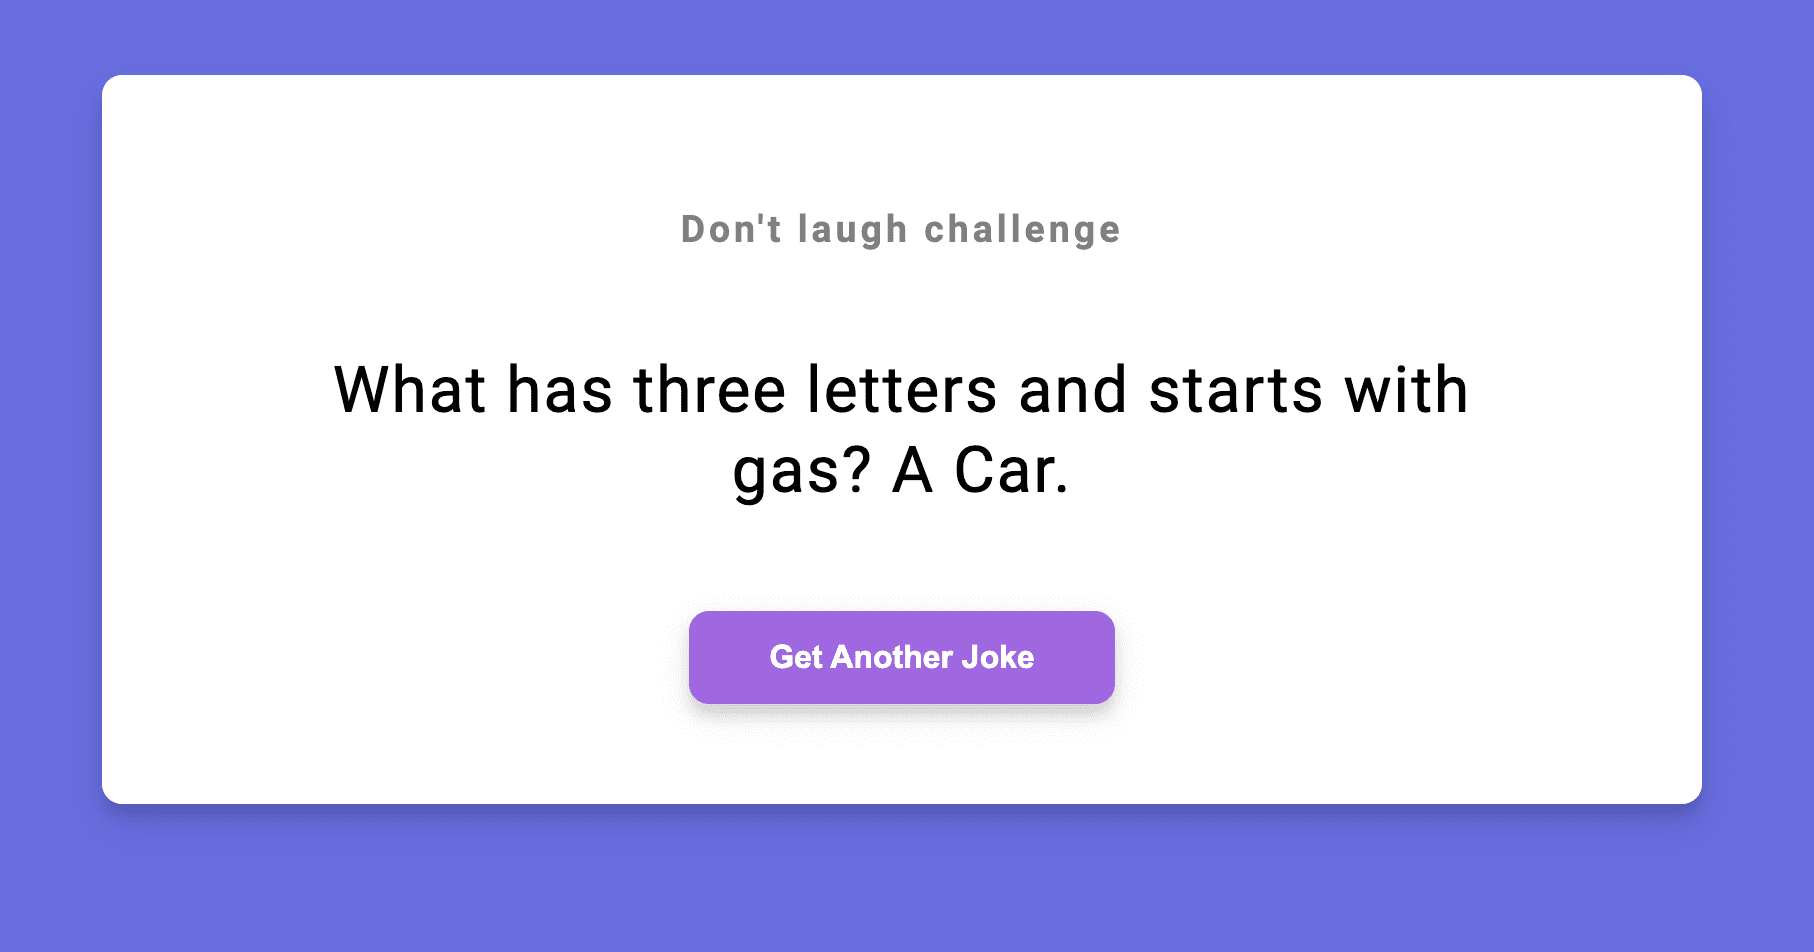 Don't laugh challenge
What has three letters and starts with
gas? A Car.
Get Another Joke